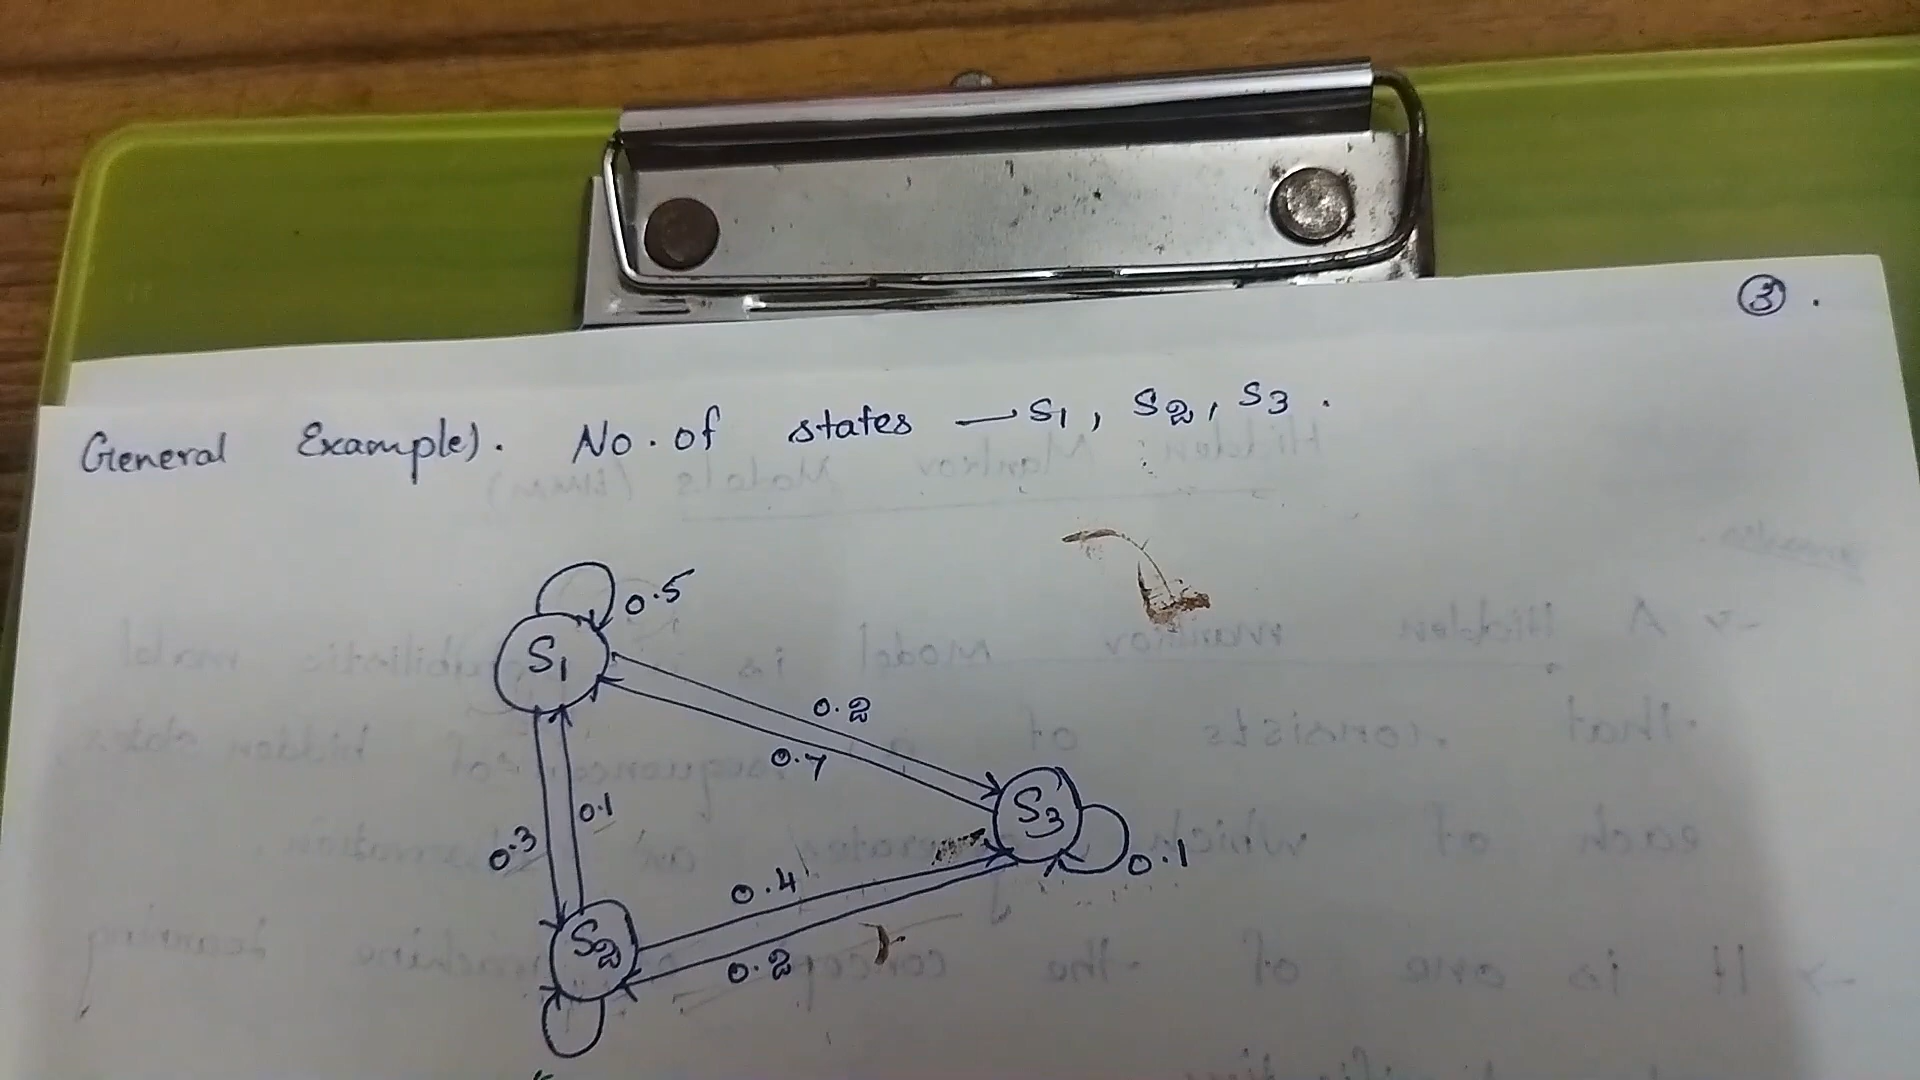 ③.
General Example). No. of states — S1, S2, S3.
0.5
S1
0.2
0.7
S3
0.1
0.3
0.1
0.4
S2
0.2